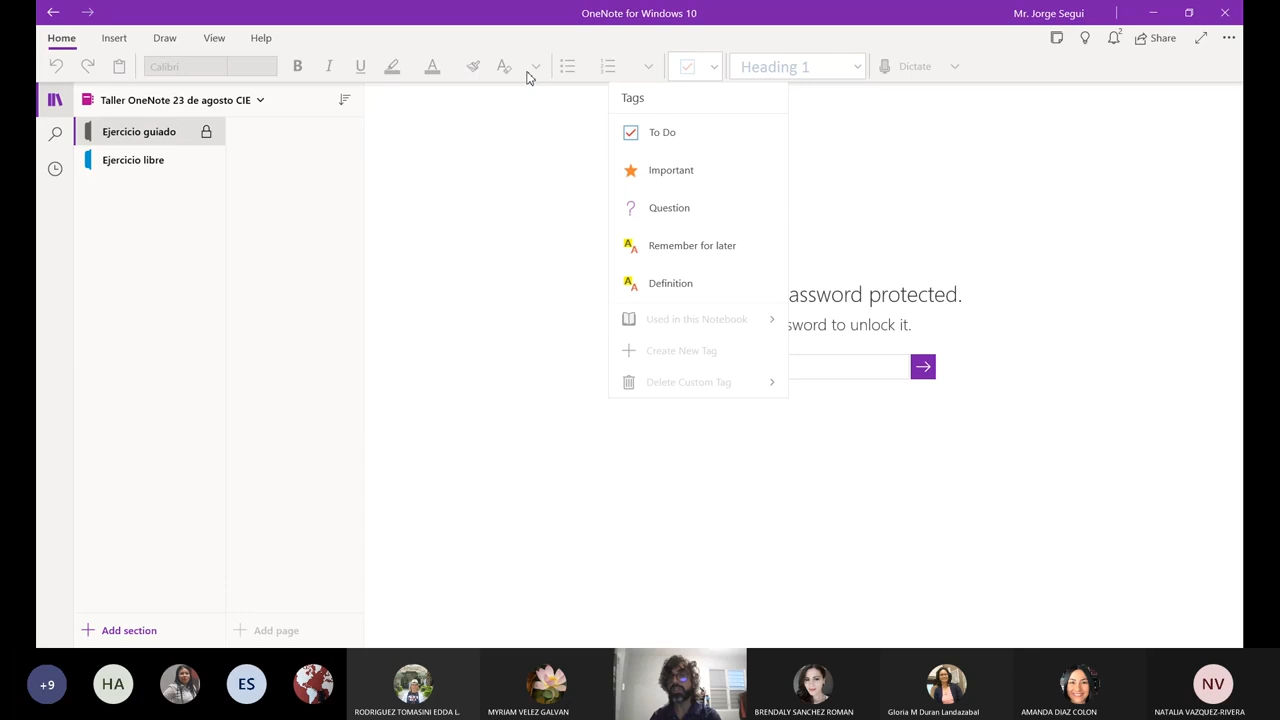 OneNote for Windows 10
Mr. Jorge Segui
Home
Insert
Draw
View
Help
2
Share
Calibri
B
I
U
A
A
Heading 1
Dictate
Taller OneNote 23 de agosto CIE
Ejercicio guiado
Ejercicio libre
Tags
To Do
Important
Question
Remember for later
Definition
Used in this Notebook
Create New Tag
Delete Custom Tag
assword protected.
sword to unlock it.
Add section
Add page
+9
HA
ES
NV
RODRIGUEZ TOMASINI EDDA L.
MYRIAM VELEZ GALVAN
BRENDALY SANCHEZ ROMAN
Gloria M Duran Landazabal
AMANDA DIAZ COLON
NATALIA VAZQUEZ-RIVERA